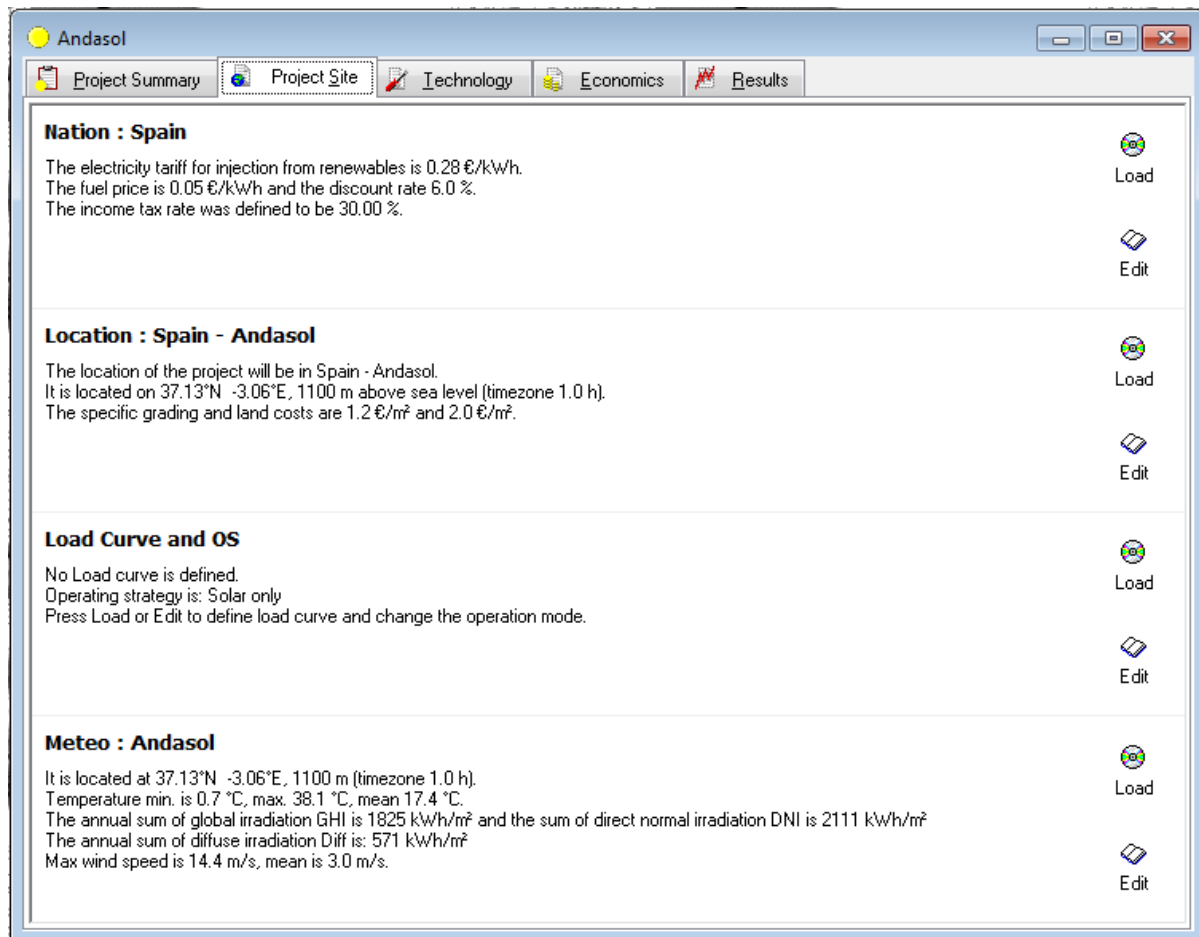 Andasol
Project Summary Project Site Technology Economics Results
Nation : Spain
The electricity tariff for injection from renewables is 0.28 €/kWh.
The fuel price is 0.05 €/kWh and the discount rate 6.0 %.
The income tax rate was defined to be 30.00 %.
Load
Edit
Location : Spain - Andasol
The location of the project will be in Spain - Andasol.
It is located on 37.13°N -3.06°E, 1100 m above sea level (timezone 1.0 h).
The specific grading and land costs are 1.2 €/m² and 2.0 €/m².
Load
Edit
Load Curve and OS
No Load curve is defined.
Operating strategy is: Solar only
Press Load or Edit to define load curve and change the operation mode.
Load
Edit
Meteo : Andasol
It is located at 37.13°N -3.06°E, 1100 m (timezone 1.0 h).
Temperature min. is 0.7 °C, max. 38.1 °C, mean 17.4 °C.
The annual sum of global irradiation GHI is 1825 kWh/m² and the sum of direct normal irradiation DNI is 2111 kWh/m²
The annual sum of diffuse irradiation Diff is: 571 kWh/m²
Max wind speed is 14.4 m/s, mean is 3.0 m/s.
Load
Edit